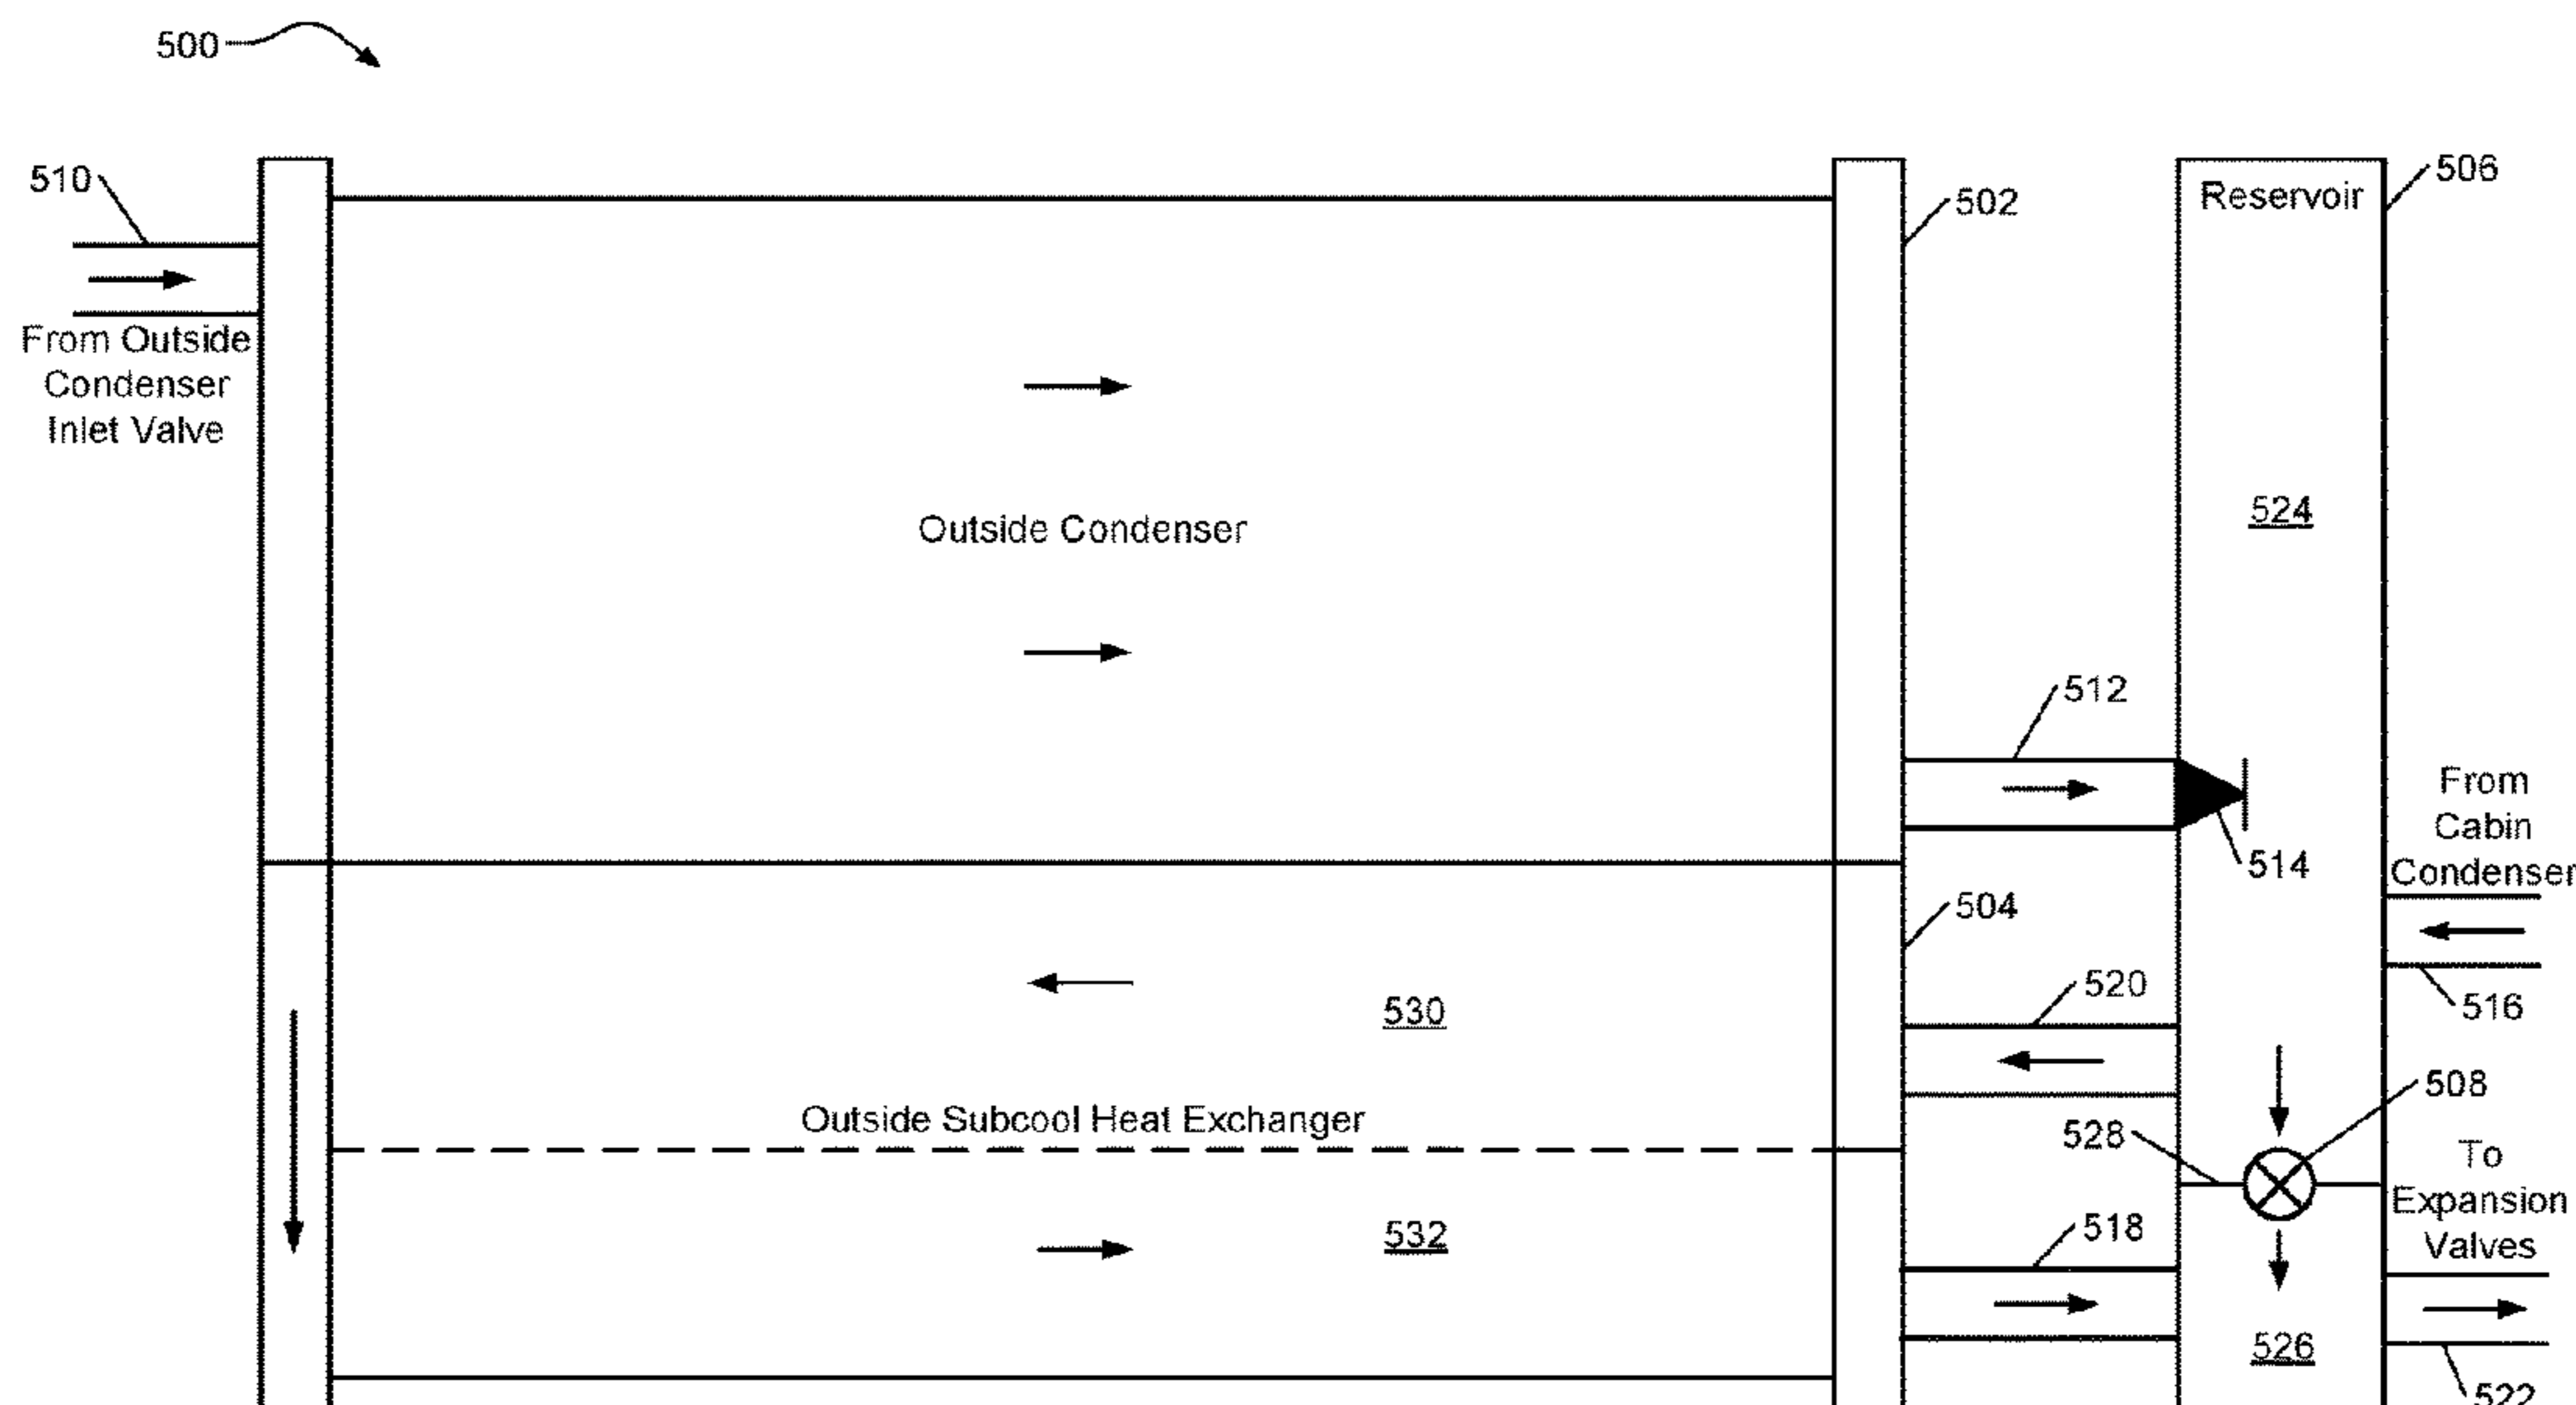 500
510
From Outside
Condenser
Inlet Valve
Outside Condenser
502
Reservoir
506
524
512
514
From
Cabin
Condenser
516
504
530
520
Outside Subcool Heat Exchanger
508
528
To
Expansion
Valves
532
518
526
522